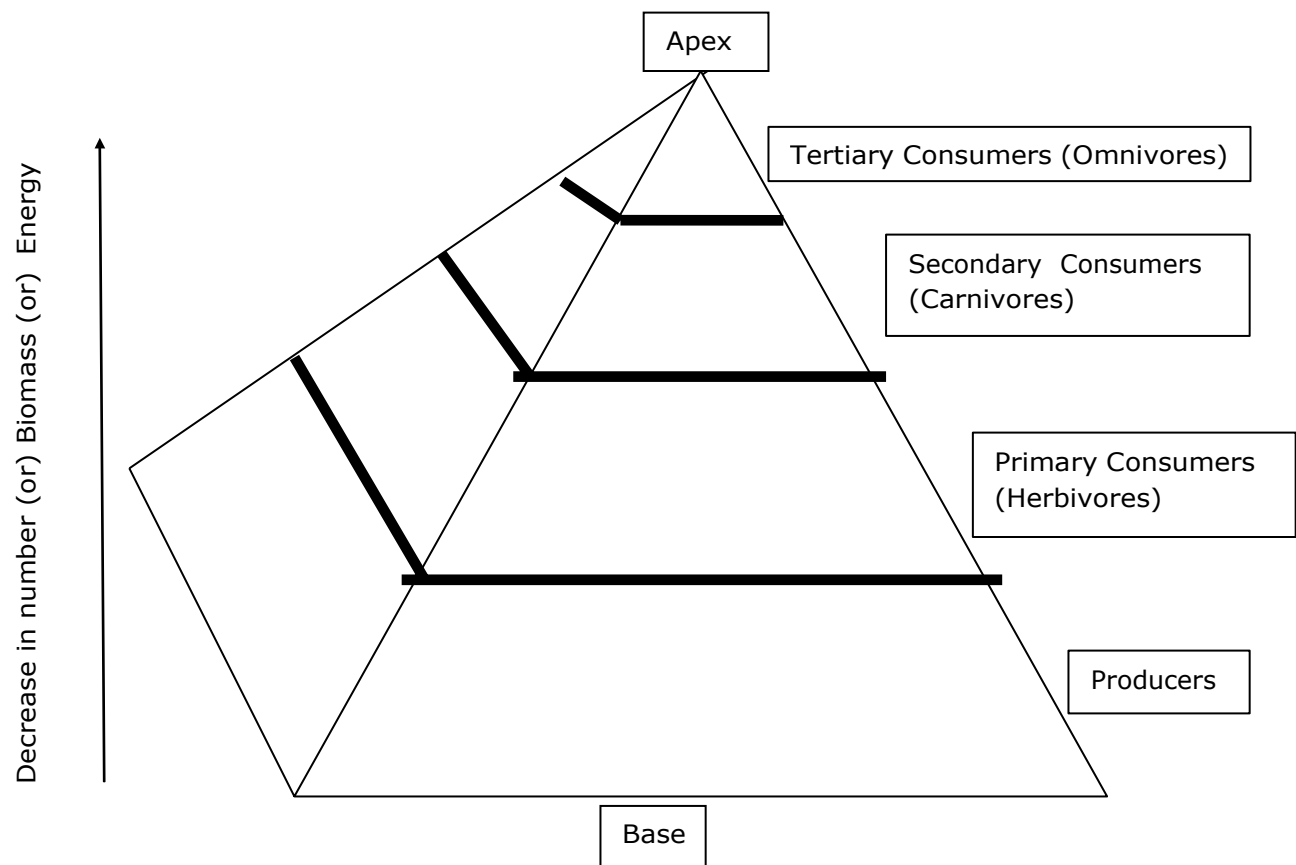 Apex
Tertiary Consumers (Omnivores)
Decrease in number (or) Biomass (or) Energy
Secondary Consumers
(Carnivores)
Primary Consumers
(Herbivores)
Producers
Base